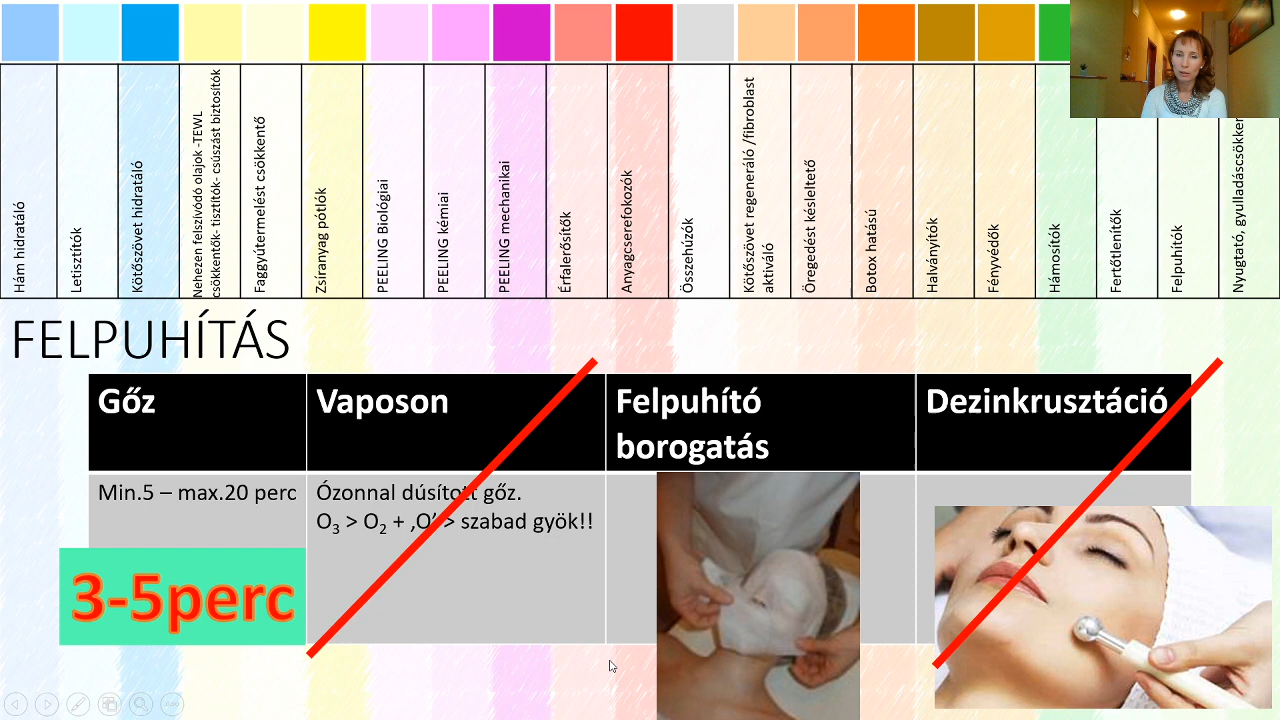 Hám hidratáló
Letisztítók
Kötőszövet hidratáló
Nehezen felszívódó olajok -TEWL
csökkentők- tisztítók- csúszást biztosítók
Faggyútermelést csökkentő
Zsíranyag pótlók
PEELING Biológiai
PEELING kémiai
PEELING mechanikai
Érfalerősítők
Anyagcserefokozók
Összehúzók
Kötőszövet regeneráló /fibroblast
aktiváló
Öregedést késleltető
Botox hatású
Halványítók
Fényvédők
Hámosítók
Fertőtlenítők
Felpuhítók
Nyugtató, gyulladáscsökken
FELPUHÍTÁS
Gőz
Vaposon
Felpuhító
borogatás
Dezinkrusztáció
Min.5 – max.20 perc
Ózonnal dúsított gőz.
O₃ > O₂ + ‚O’ > szabad gyök!!
3-5perc